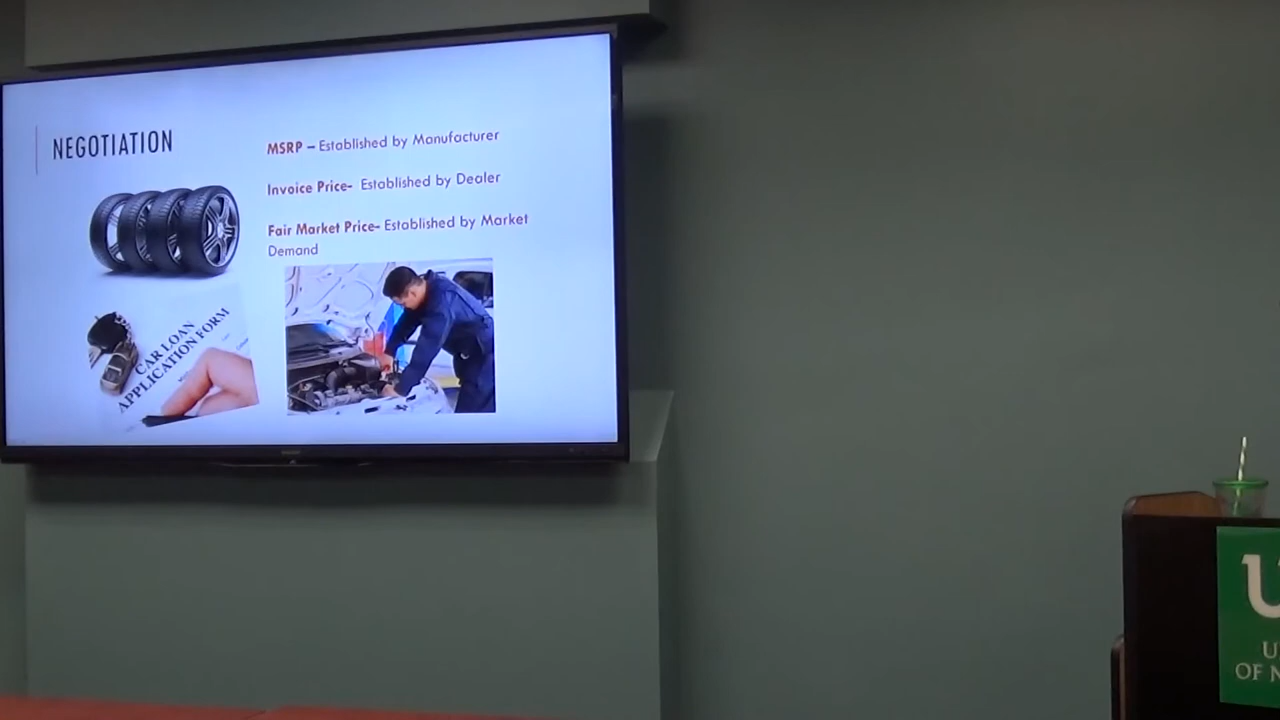 NEGOTIATION
MSRP – Established by Manufacturer
Invoice Price- Established by Dealer
Fair Market Price- Established by Market
Demand
CAR LOAN
APPLICATION FORM
OF N